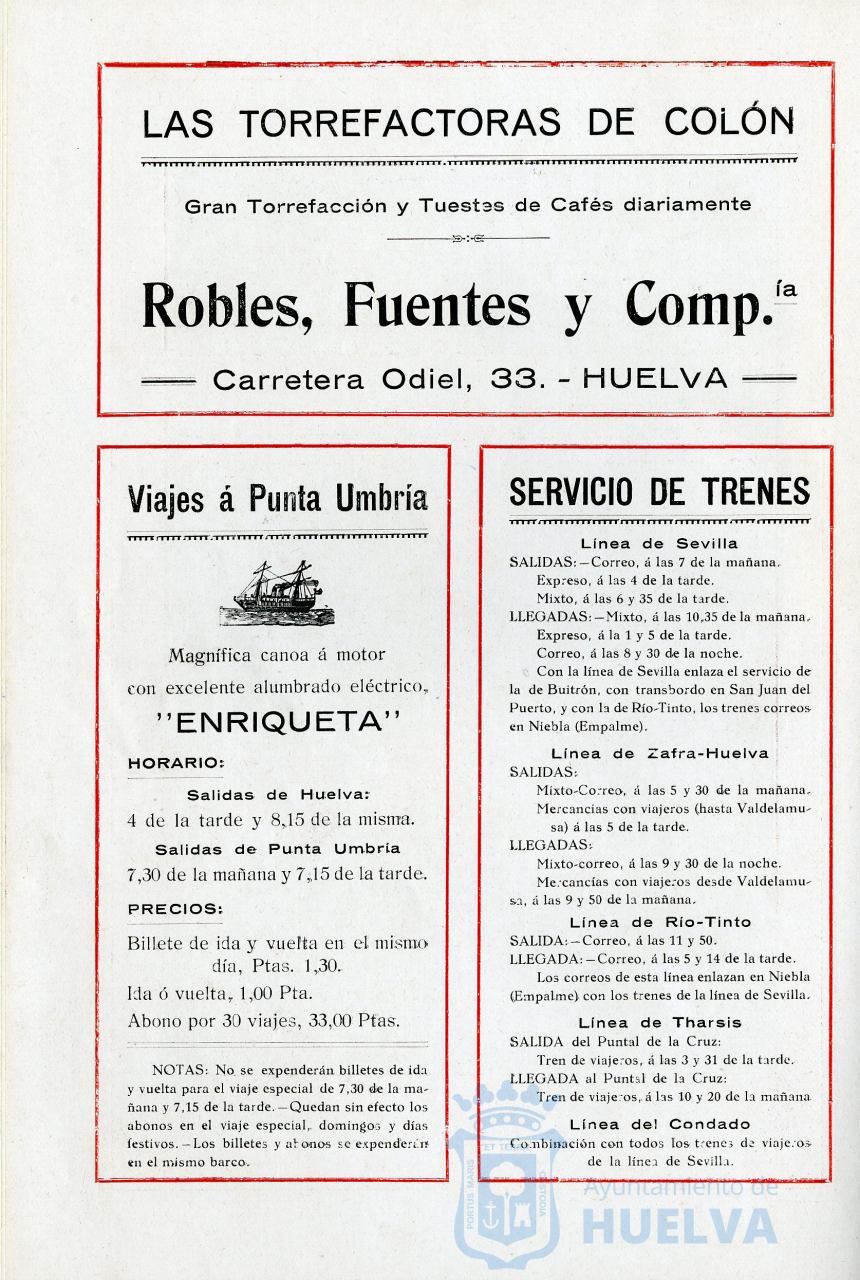 LAS TORREFACTORAS DE COLÓN
Gran Torrefacción y Tuestes de Cafés diariamente
Robles, Fuentes y Comp.ía
Carretera Odiel, 33. - HUELVA
Viajes á Punta Umbría
Magnífica canoa á motor
con excelente alumbrado eléctrico,
"ENRIQUETA"
HORARIO:
Salidas de Huelva:
4 de la tarde y 8,15 de la misma.
Salidas de Punta Umbría
7,30 de la mañana y 7,15 de la tarde.
PRECIOS:
Billete de ida y vuelta en el mismo
día, Ptas. 1,30.
Ida ó vuelta, 1,00 Pta.
Abono por 30 viajes, 33,00 Ptas.
NOTAS: No se expenderán billetes de ida
y vuelta para el viaje especial de 7,30 de la ma-
ñana y 7,15 de la tarde.—Quedan sin efecto los
abonos en el viaje especial, domingos y días
festivos.—Los billetes y abonos se expenderán
en el mismo barco.
SERVICIO DE TRENES
Línea de Sevilla
SALIDAS:—Correo, á las 7 de la mañana.
Expreso, á las 4 de la tarde.
Mixto, á las 6 y 35 de la tarde.
LLEGADAS:—Mixto, á las 10,35 de la mañana.
Expreso, á la 1 y 5 de la tarde.
Correo, á las 8 y 30 de la noche.
Con la línea de Sevilla enlaza el servicio de
la de Buitrón, con transbordo en San Juan del
Puerto, y con la de Río-Tinto, los trenes correos
en Niebla (Empalme).
Línea de Zafra-Huelva
SALIDAS:
Mixto-Correo, á las 5 y 30 de la mañana.
Mercancías con viajeros (hasta Valdelamu-
sa) á las 5 de la tarde.
LLEGADAS:
Mixto-correo, á las 9 y 30 de la noche.
Mercancías con viajeros desde Valdelamu-
sa, á las 9 y 50 de la mañana.
Línea de Río-Tinto
SALIDA:—Correo, á las 11 y 50.
LLEGADA:—Correo, á las 5 y 14 de la tarde.
Los correos de esta línea enlazan en Niebla
(Empalme) con los trenes de la línea de Sevilla.
Línea de Tharsis
SALIDA del Puntal de la Cruz:
Tren de viajeros, á las 3 y 31 de la tarde.
LLEGADA al Puntal de la Cruz:
Tren de viajeros, á las 10 y 20 de la mañana
Línea del Condado
Combinación con todos los trenes de viajeros
de la línea de Sevilla.
PORTUS MARIS ET TERRAE CUSTODIA
Ayuntamiento de
HUELVA